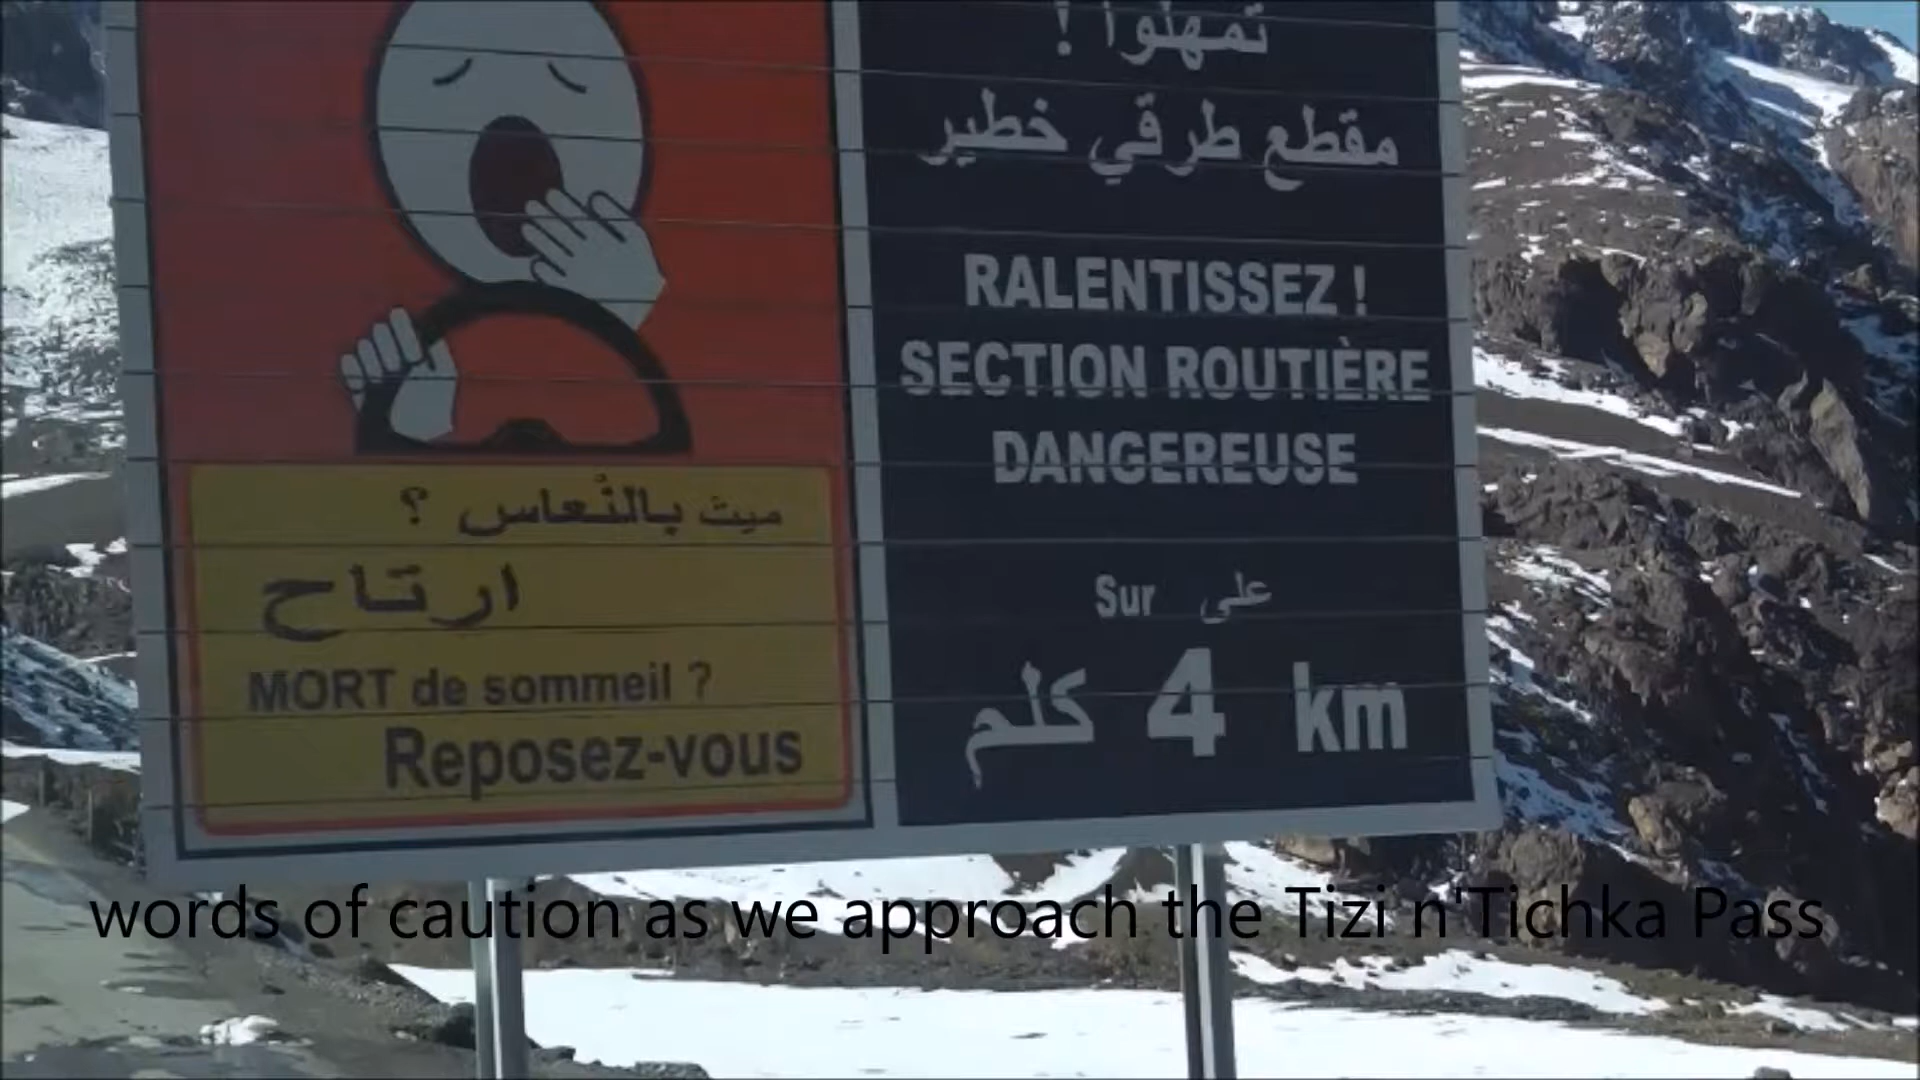 ميت بالنعاس ؟
ارتاح
MORT de sommeil ?
Reposez-vous
تمهلوا !
مقطع طرقي خطير
RALENTISSEZ !
SECTION ROUTIÈRE
DANGEREUSE
Sur على
كلم 4 km
words of caution as we approach the Tizi n'Tichka Pass